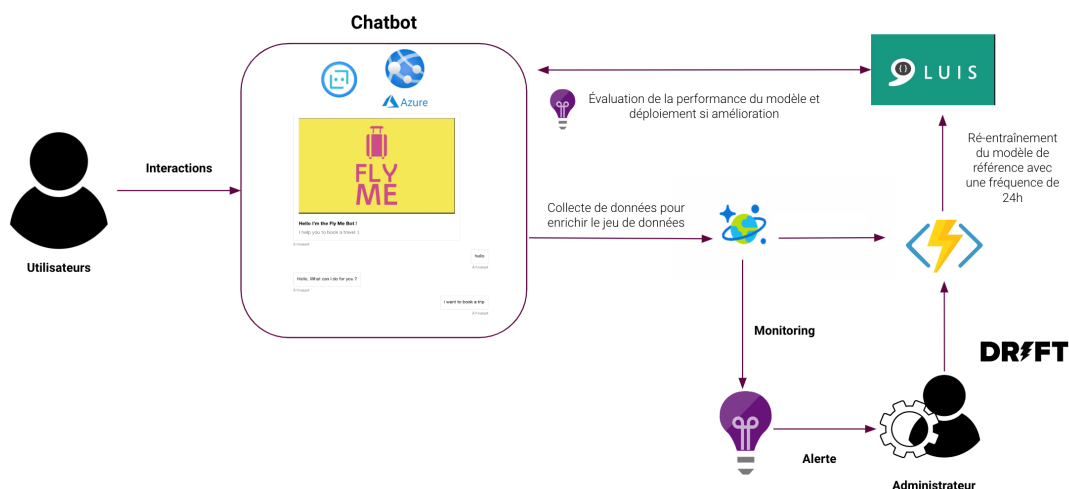 Chatbot
Azure
FLY
ME
Hello I'm the Fly Me Bot !
I help you to book a travel :)
hello
Hello, What can I do for you ?
I want to book a trip
Interactions
Utilisateurs
{}
LUIS
Évaluation de la performance du modèle et
déploiement si amélioration
Ré-entraînement
du modèle de
référence avec
une fréquence de
24h
Collecte de données pour
enrichir le jeu de données
Monitoring
DRIFT
Alerte
Administrateur